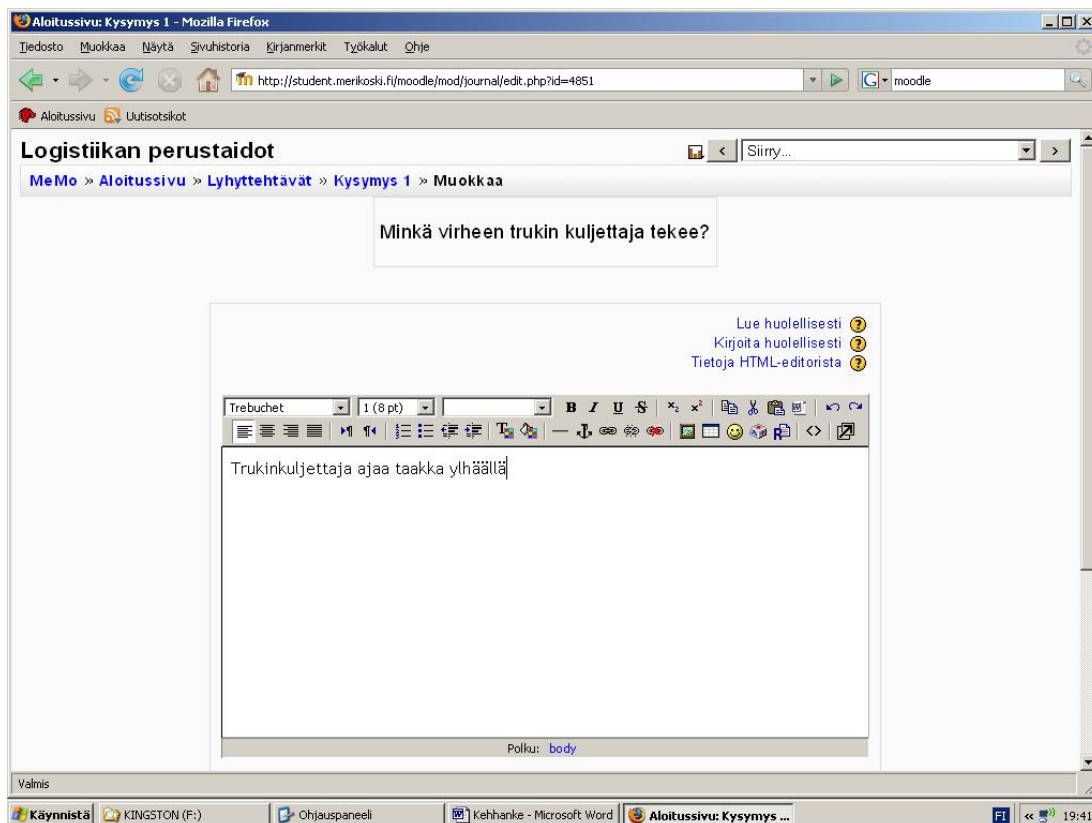 Aloitussivu: Kysymys 1 - Mozilla Firefox
Tiedosto Muokkaa Näytä Sivuhistoria Kirjanmerkit Työkalut Ohje
http://student.merikoski.fi/moodle/mod/journal/edit.php?id=4851
G moodle
Aloitussivu Uutisotsikot
Logistiikan perustaidot
< Siirry... >
MeMo » Aloitussivu » Lyhyttehtävät » Kysymys 1 » Muokkaa
Minkä virheen trukin kuljettaja tekee?
Lue huolellisesti ?
Kirjoita huolellisesti ?
Tietoja HTML-editorista ?
Trebuchet 1 (8 pt) B I U S x₂ x²
Trukinkuljettaja ajaa taakka ylhäällä
Polku: body
Valmis
Käynnistä KINGSTON (F:) Ohjauspaneeli Kehhanke - Microsoft Word Aloitussivu: Kysymys ... FI « 19:41